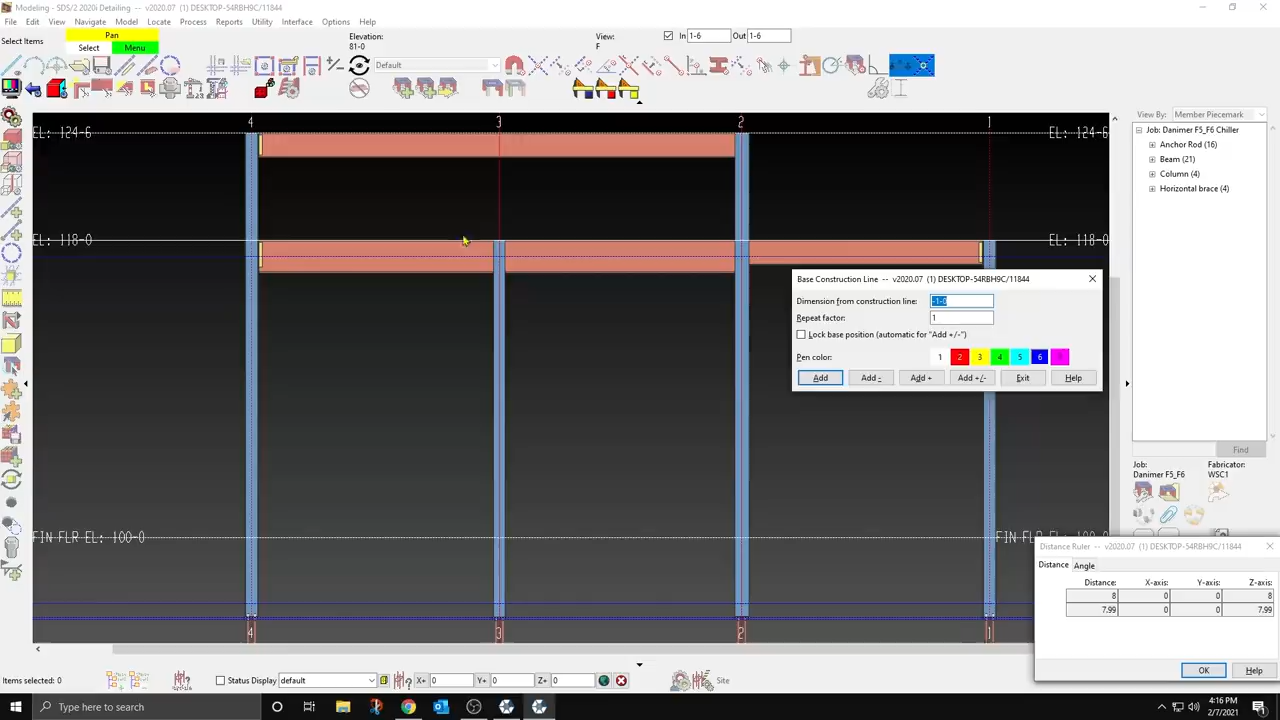 Modeling -- SDS/2 2020i Detailing -- v2020.07 (1) DESKTOP-54RBH9C/11844
File Edit View Navigate Model Locate Process Reports Utility Interface Options Help
Select Items
Pan
Select Menu
Elevation:
81-0
View:
F
In 1-6 Out 1-6
Default
View By: Member Piecemark
Job: Danimer F5_F6 Chiller
Anchor Rod (16)
Beam (21)
Column (4)
Horizontal brace (4)
4 3 2 1
EL: 124-6 EL: 124-6
EL: 118-0 EL: 118-0
Base Construction Line -- v2020.07 (1) DESKTOP-54RBH9C/11844
Dimension from construction line: -1-0
Repeat factor: 1
Lock base position (automatic for "Add +/-")
Pen color: 1 2 3 4 5 6
Add Add - Add + Add +/- Exit Help
Find
Job: Fabricator:
Danimer F5_F6 WSC1
FIN FLR EL: 100-0 FIN FLR EL: 100-0
Distance Ruler -- v2020.07 (1) DESKTOP-54RBH9C/11844
Distance Angle
Distance: X-axis: Y-axis: Z-axis:
8 0 0 8
7.99 0 0 7.99
OK Help
4 3 2 1
Items selected: 0
Status Display default X+ 0 Y+ 0 Z+ 0 Site
Type here to search
4:16 PM
2/7/2021